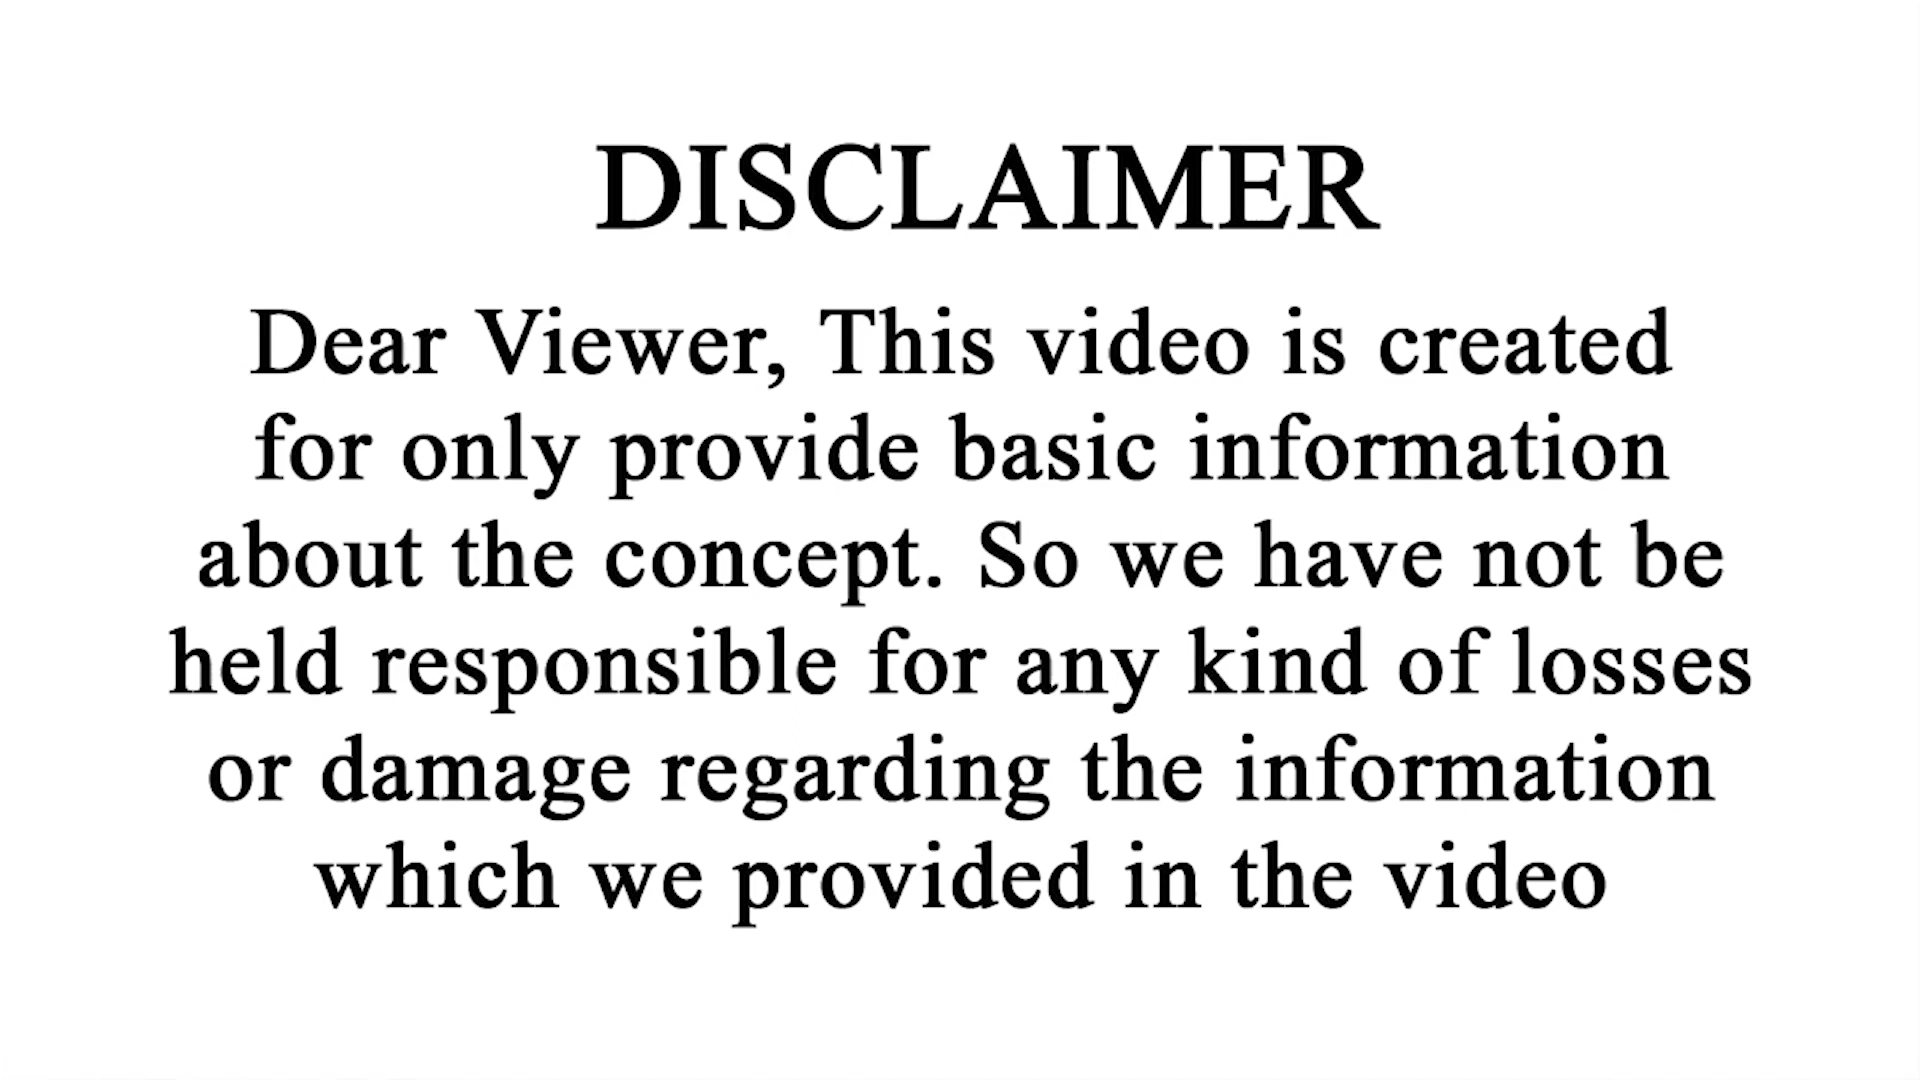 DISCLAIMER
Dear Viewer, This video is created
for only provide basic information
about the concept. So we have not be
held responsible for any kind of losses
or damage regarding the information
which we provided in the video